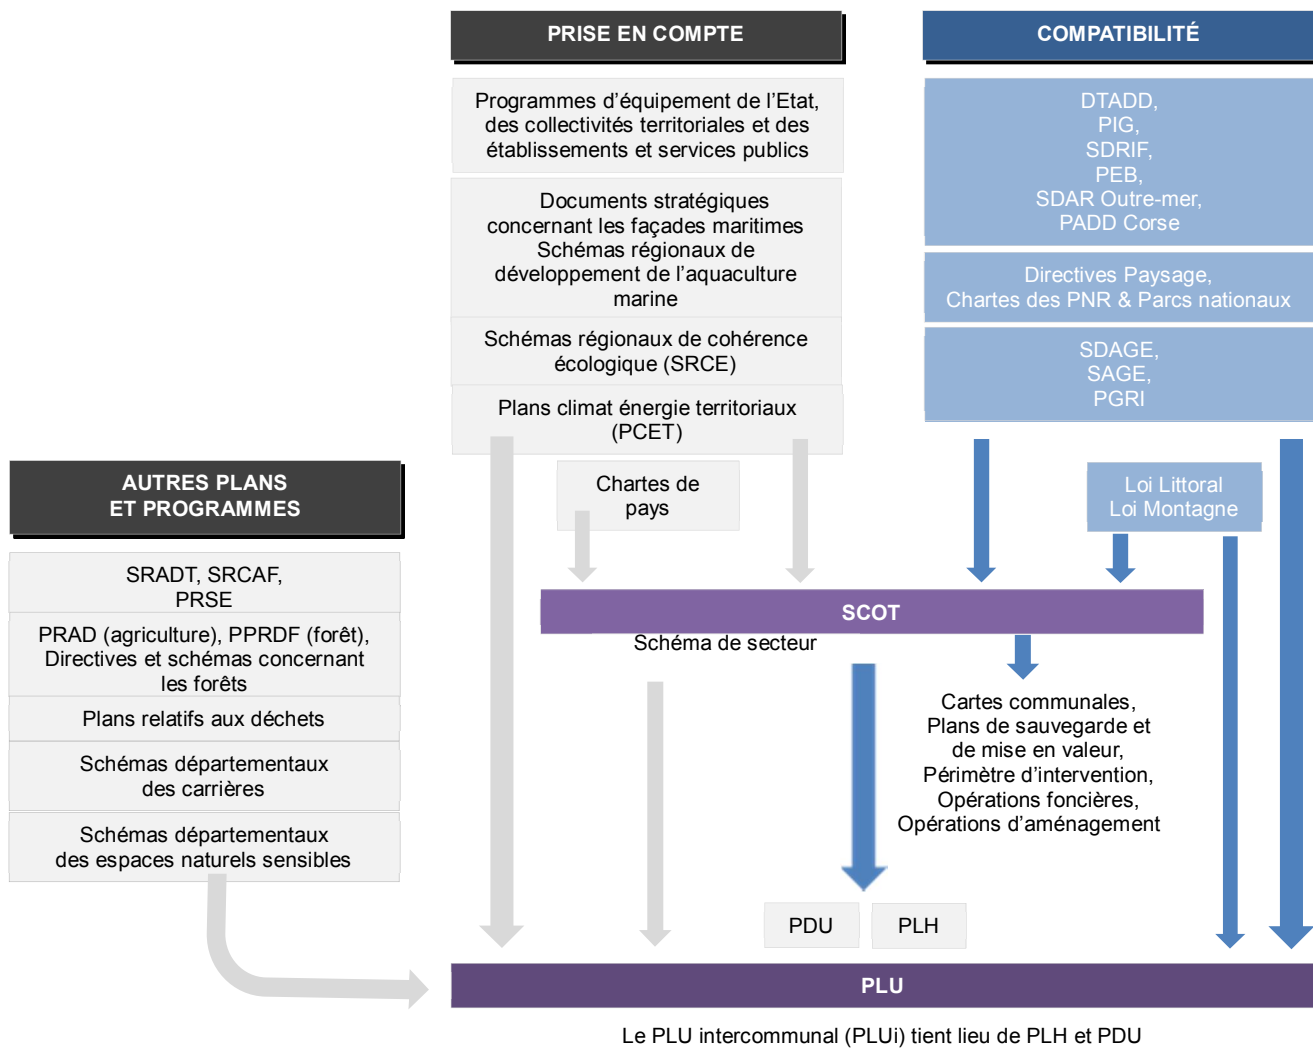 PRISE EN COMPTE
Programmes d’équipement de l’Etat,
des collectivités territoriales et des
établissements et services publics
Documents stratégiques
concernant les façades maritimes
Schémas régionaux de
développement de l’aquaculture
marine
Schémas régionaux de cohérence
écologique (SRCE)
Plans climat énergie territoriaux
(PCET)
Chartes de
pays
COMPATIBILITÉ
DTADD,
PIG,
SDRIF,
PEB,
SDAR Outre-mer,
PADD Corse
Directives Paysage,
Chartes des PNR & Parcs nationaux
SDAGE,
SAGE,
PGRI
Loi Littoral
Loi Montagne
AUTRES PLANS
ET PROGRAMMES
SRADT, SRCAF,
PRSE
PRAD (agriculture), PPRDF (forêt),
Directives et schémas concernant
les forêts
Plans relatifs aux déchets
Schémas départementaux
des carrières
Schémas départementaux
des espaces naturels sensibles
SCOT
Schéma de secteur
Cartes communales,
Plans de sauvegarde et
de mise en valeur,
Périmètre d’intervention,
Opérations foncières,
Opérations d’aménagement
PDU
PLH
PLU
Le PLU intercommunal (PLUi) tient lieu de PLH et PDU